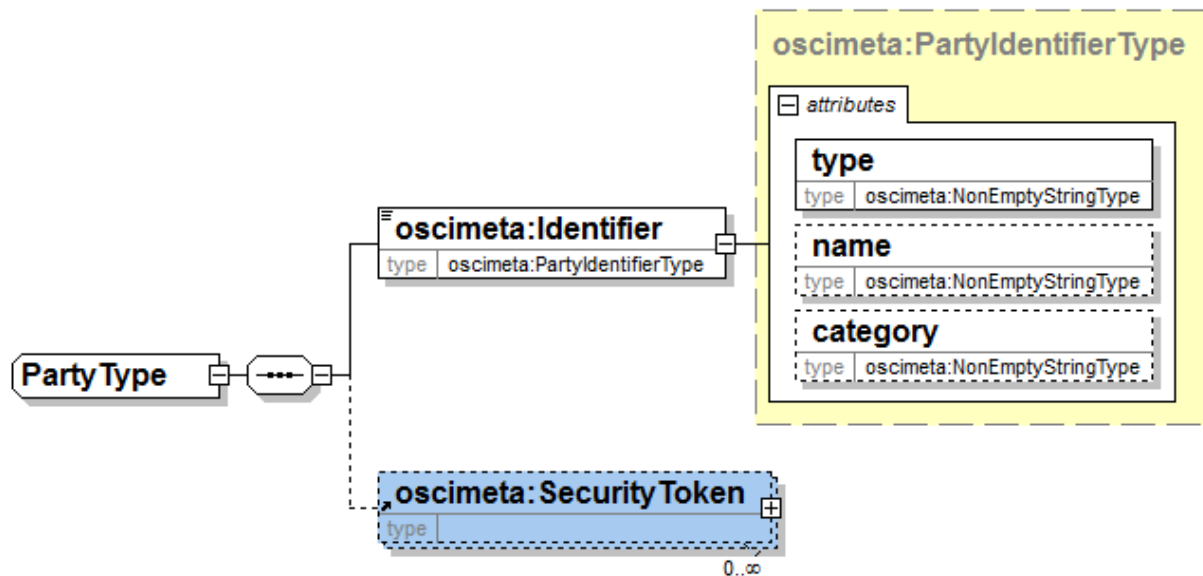 oscimeta:PartyIdentifierType
attributes
type
type oscimeta:NonEmptyStringType
oscimeta:Identifier
type oscimeta:PartyIdentifierType
name
type oscimeta:NonEmptyStringType
category
type oscimeta:NonEmptyStringType
PartyType
oscimeta:SecurityToken
type
0..∞